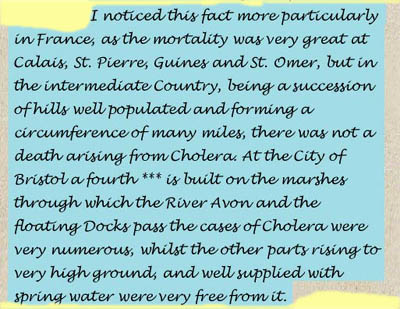 I noticed this fact more particularly
in France, as the mortality was very great at
Calais, St. Pierre, Guines and St. Omer, but in
the intermediate Country, being a succession
of hills well populated and forming a
circumference of many miles, there was not a
death arising from Cholera. At the City of
Bristol a fourth *** is built on the marshes
through which the River Avon and the
floating Docks pass the cases of Cholera were
very numerous, whilst the other parts rising to
very high ground, and well supplied with
spring water were very free from it.